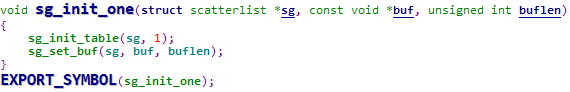 void sg_init_one(struct scatterlist *sg, const void *buf, unsigned int buflen)
{
    sg_init_table(sg, 1);
    sg_set_buf(sg, buf, buflen);
}
EXPORT_SYMBOL(sg_init_one);